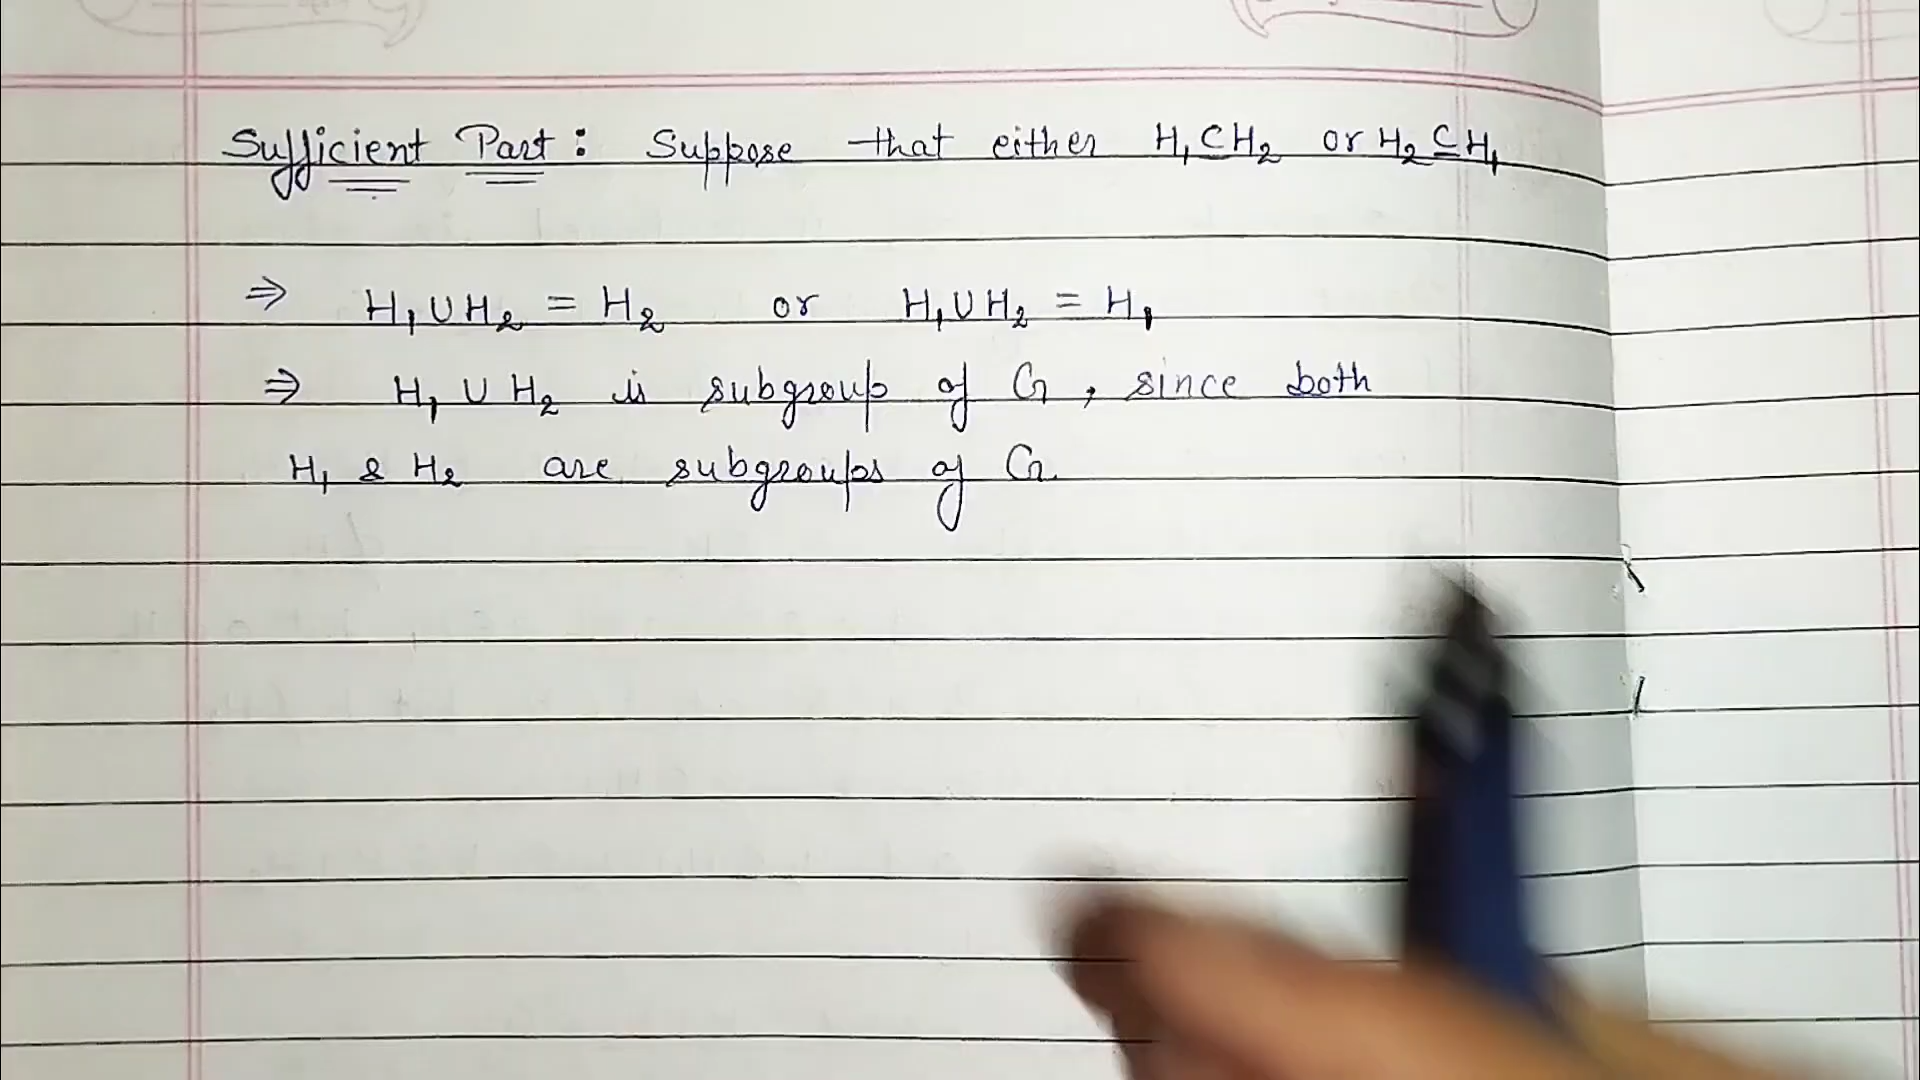 Sufficient Part: Suppose that either H₁⊆H₂ or H₂⊆H₁
⇒ H₁∪H₂ = H₂ or H₁∪H₂ = H₁
⇒ H₁ ∪ H₂ is subgroup of G, since both
H₁ & H₂ are subgroups of G.